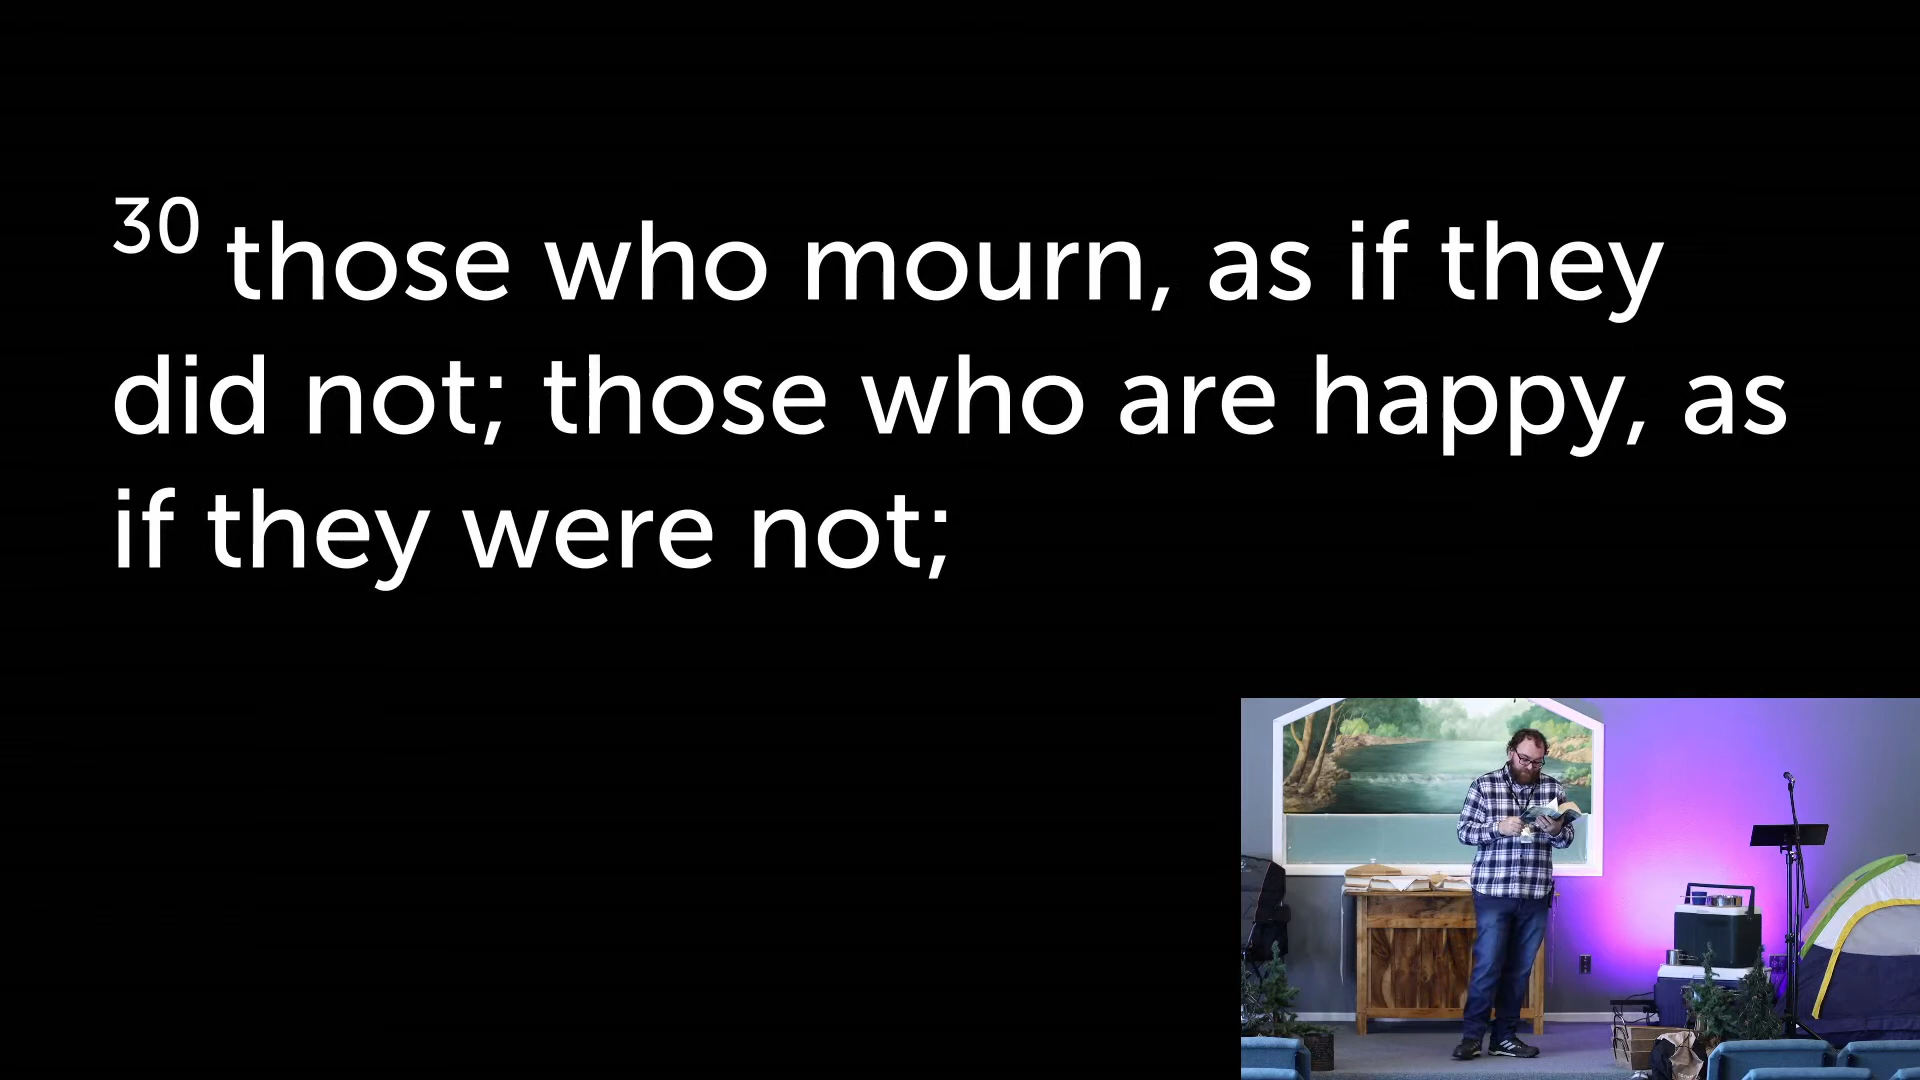 30 those who mourn, as if they
did not; those who are happy, as
if they were not;